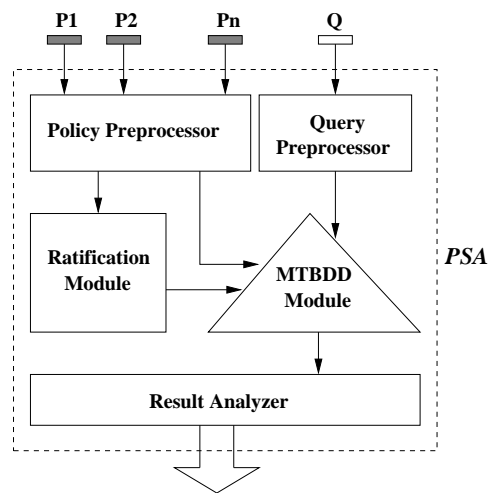 P1 P2 Pn Q
Policy Preprocessor
Query
Preprocessor
Ratification
Module
MTBDD
Module
PSA
Result Analyzer